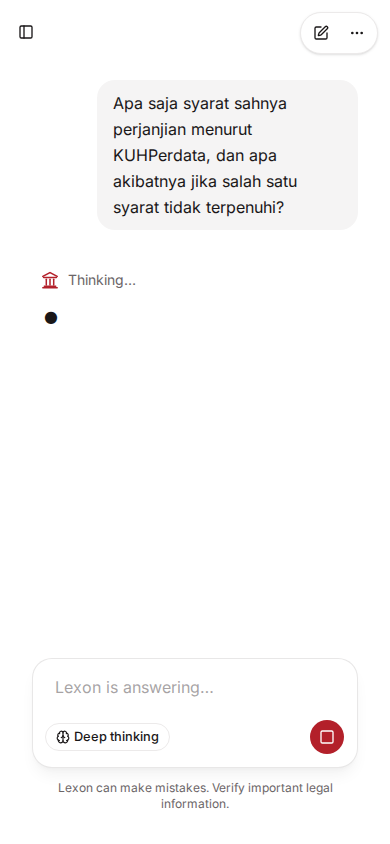 Apa saja syarat sahnya
perjanjian menurut
KUHPerdata, dan apa
akibatnya jika salah satu
syarat tidak terpenuhi?
Thinking...
Lexon is answering...
Deep thinking
Lexon can make mistakes. Verify important legal
information.